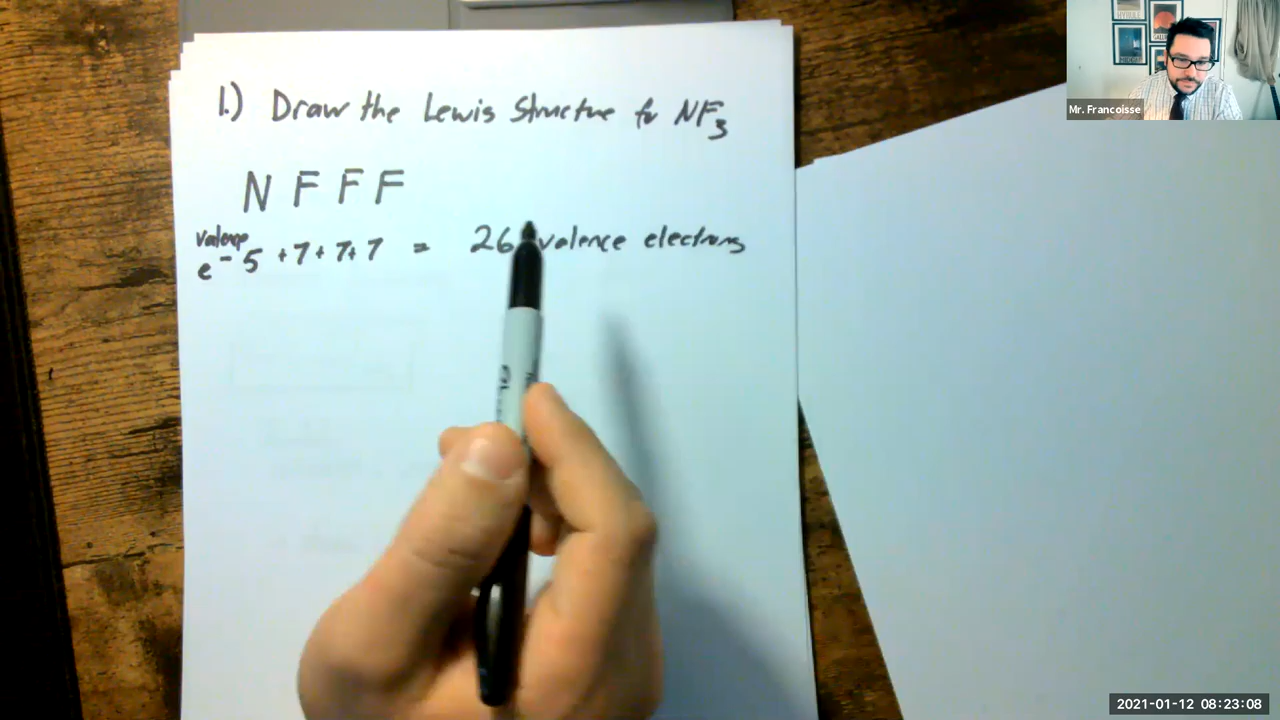 1.) Draw the Lewis Structure for NF3
N F F F
valence
e- 5 +7+ 7+ 7 = 26 valence electrons
Mr. Francoisse
2021-01-12 08:23:08